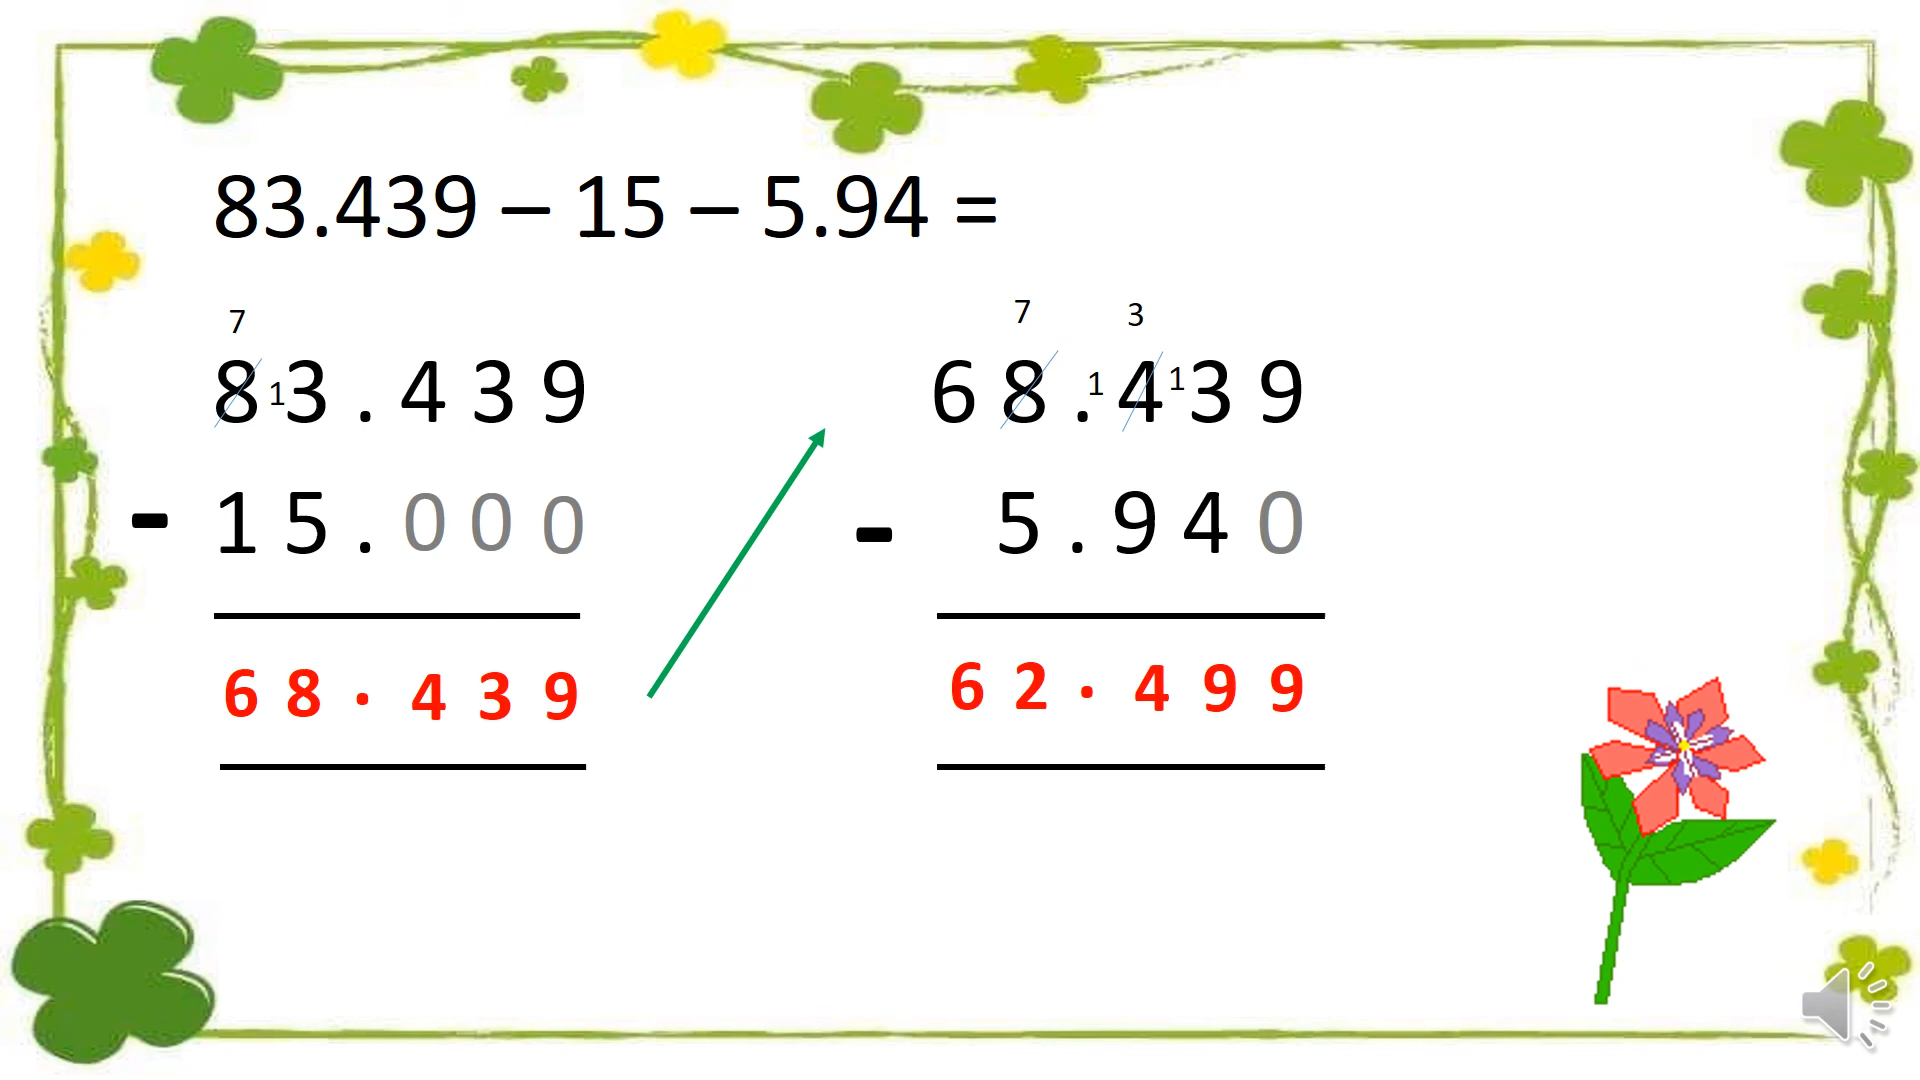 83.439 – 15 – 5.94 =
7
8 13 . 4 3 9
- 1 5 . 0 0 0
6 8 . 4 3 9
7 3
6 8 . 1 4 1 3 9
- 5 . 9 4 0
6 2 . 4 9 9